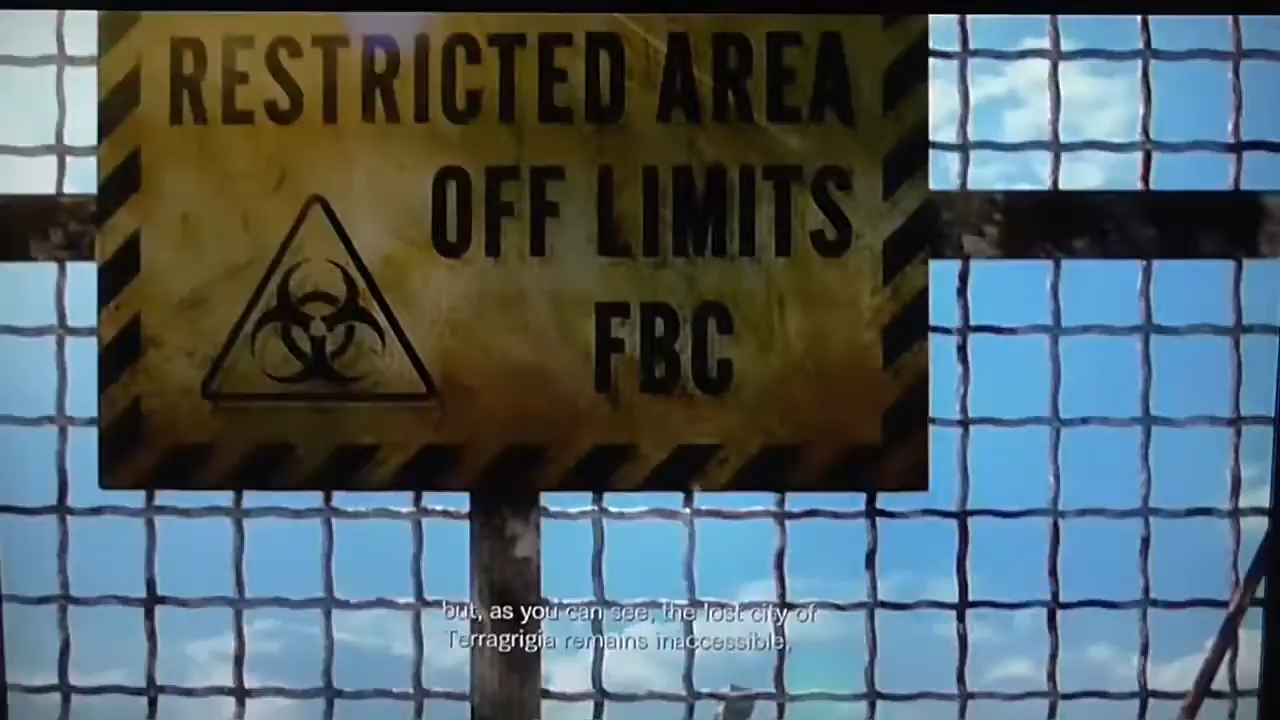 RESTRICTED AREA
OFF LIMITS
FBC
but, as you can see, the lost city of
Terragrigia remains inaccessible,